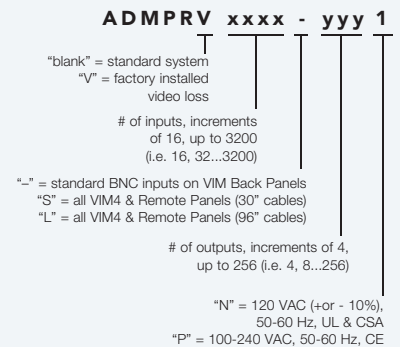 ADMPRV xxxx - yyy 1
“blank” = standard system
“V” = factory installed
video loss
# of inputs, increments
of 16, up to 3200
(i.e. 16, 32...3200)
“–” = standard BNC inputs on VIM Back Panels
“S” = all VIM4 & Remote Panels (30” cables)
“L” = all VIM4 & Remote Panels (96” cables)
# of outputs, increments of 4,
up to 256 (i.e. 4, 8...256)
“N” = 120 VAC (+or - 10%),
50-60 Hz, UL & CSA
“P” = 100-240 VAC, 50-60 Hz, CE